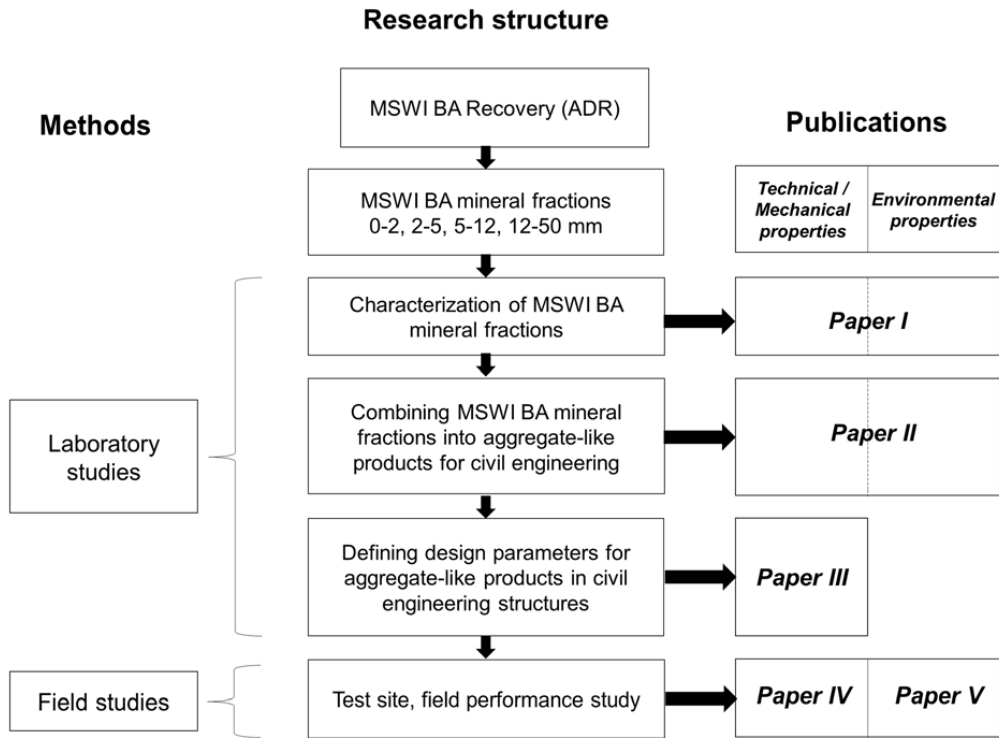 Research structure
Methods
Publications
MSWI BA Recovery (ADR)
MSWI BA mineral fractions
0-2, 2-5, 5-12, 12-50 mm
Technical /
Mechanical
properties
Environmental
properties
Characterization of MSWI BA
mineral fractions
Paper I
Laboratory
studies
Combining MSWI BA mineral
fractions into aggregate-like
products for civil engineering
Paper II
Defining design parameters for
aggregate-like products in civil
engineering structures
Paper III
Field studies
Test site, field performance study
Paper IV
Paper V